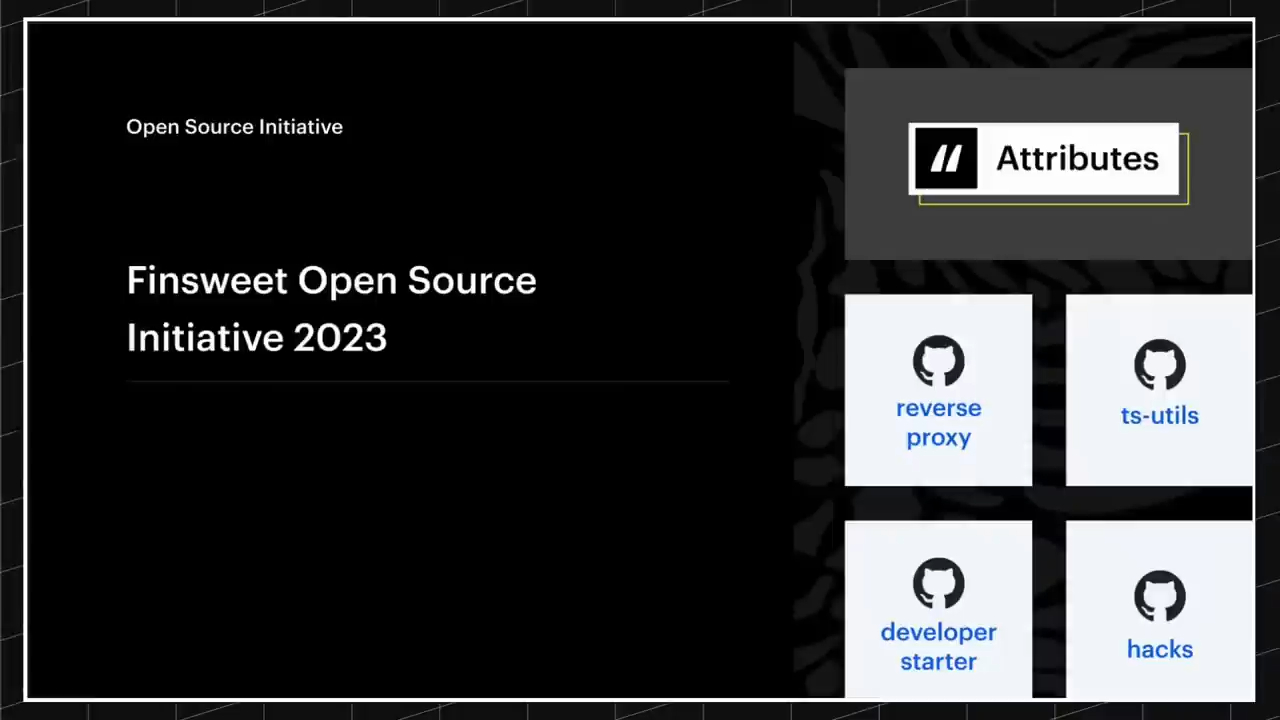 Open Source Initiative
Finsweet Open Source
Initiative 2023
Attributes
reverse
proxy
ts-utils
developer
starter
hacks